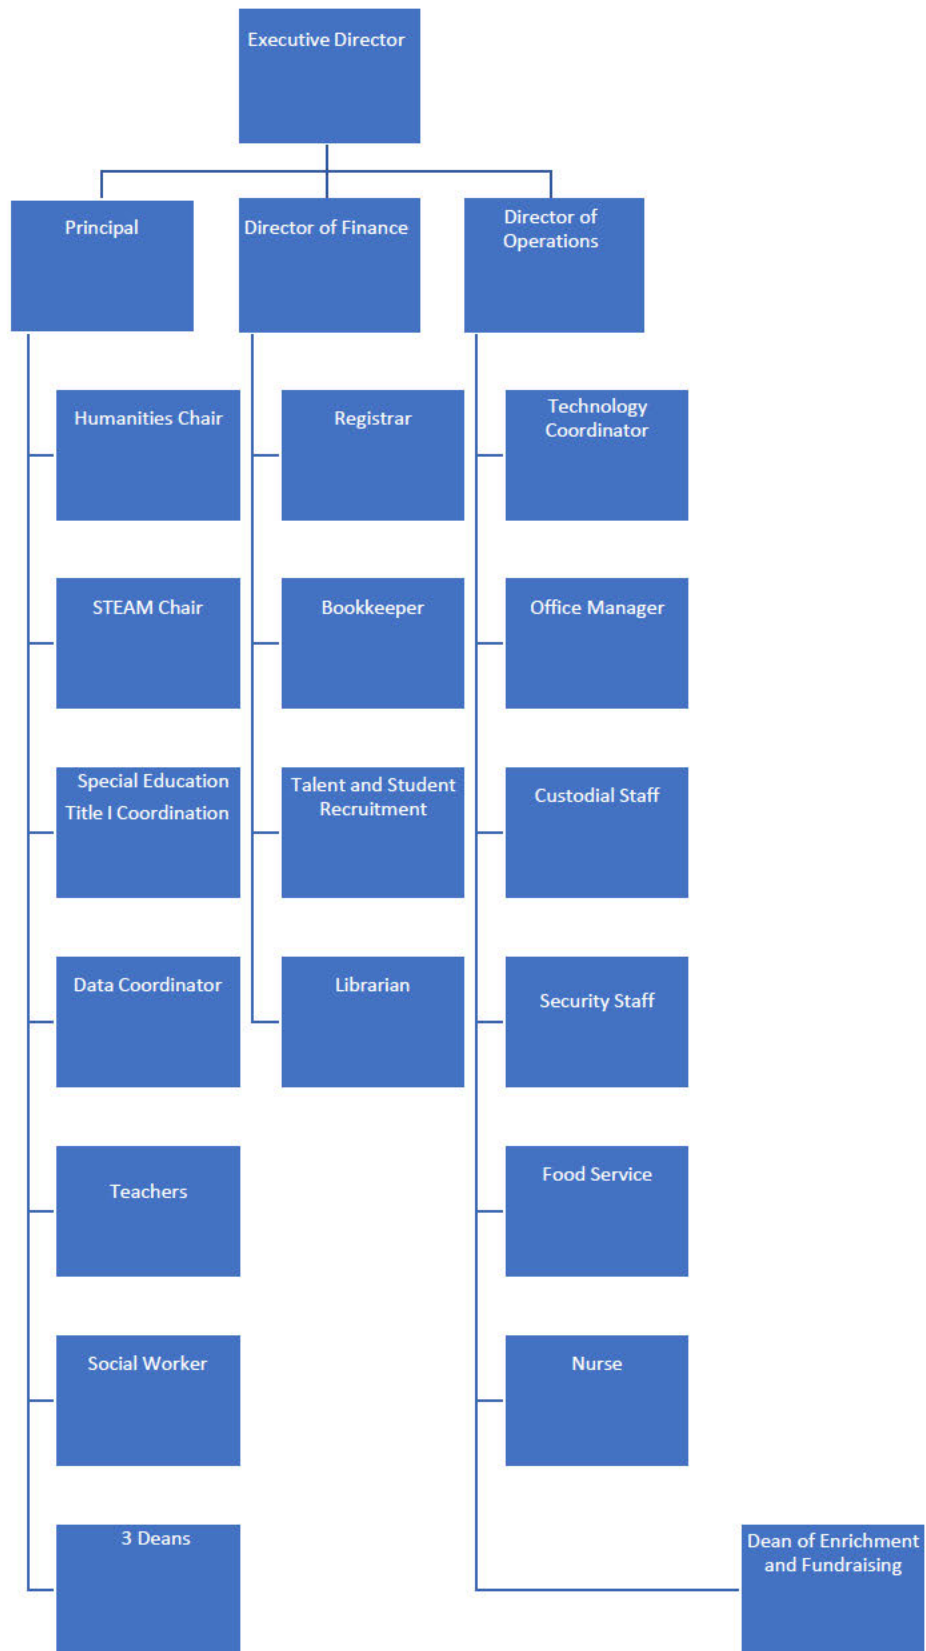 Executive Director
Principal
Director of Finance
Director of
Operations
Humanities Chair
Registrar
Technology
Coordinator
STEAM Chair
Bookkeeper
Office Manager
Special Education
Title I Coordination
Talent and Student
Recruitment
Custodial Staff
Data Coordinator
Librarian
Security Staff
Teachers
Food Service
Social Worker
Nurse
3 Deans
Dean of Enrichment
and Fundraising